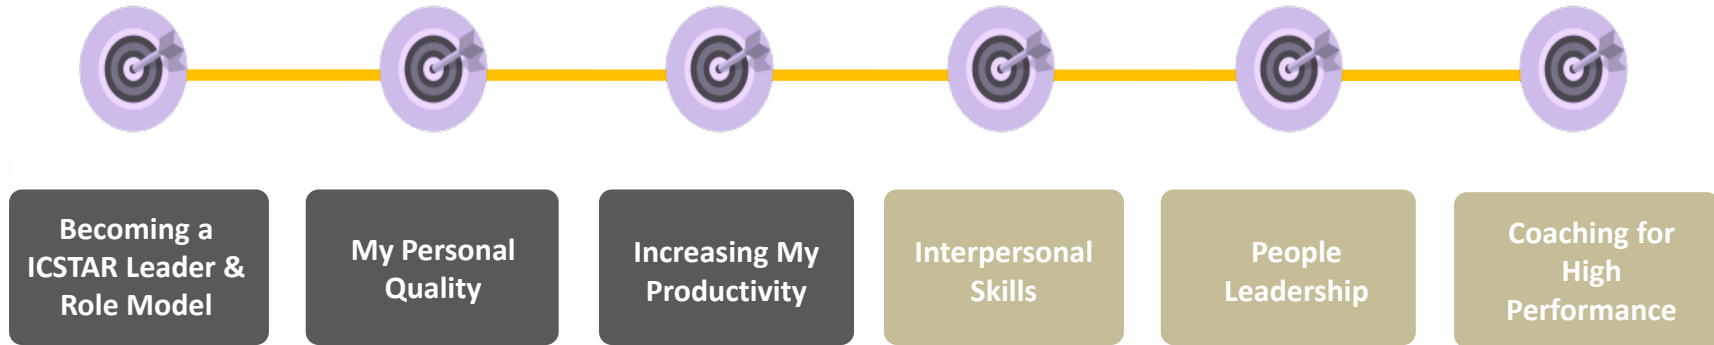 Becoming a
ICSTAR Leader &
Role Model
My Personal
Quality
Increasing My
Productivity
Interpersonal
Skills
People
Leadership
Coaching for
High
Performance